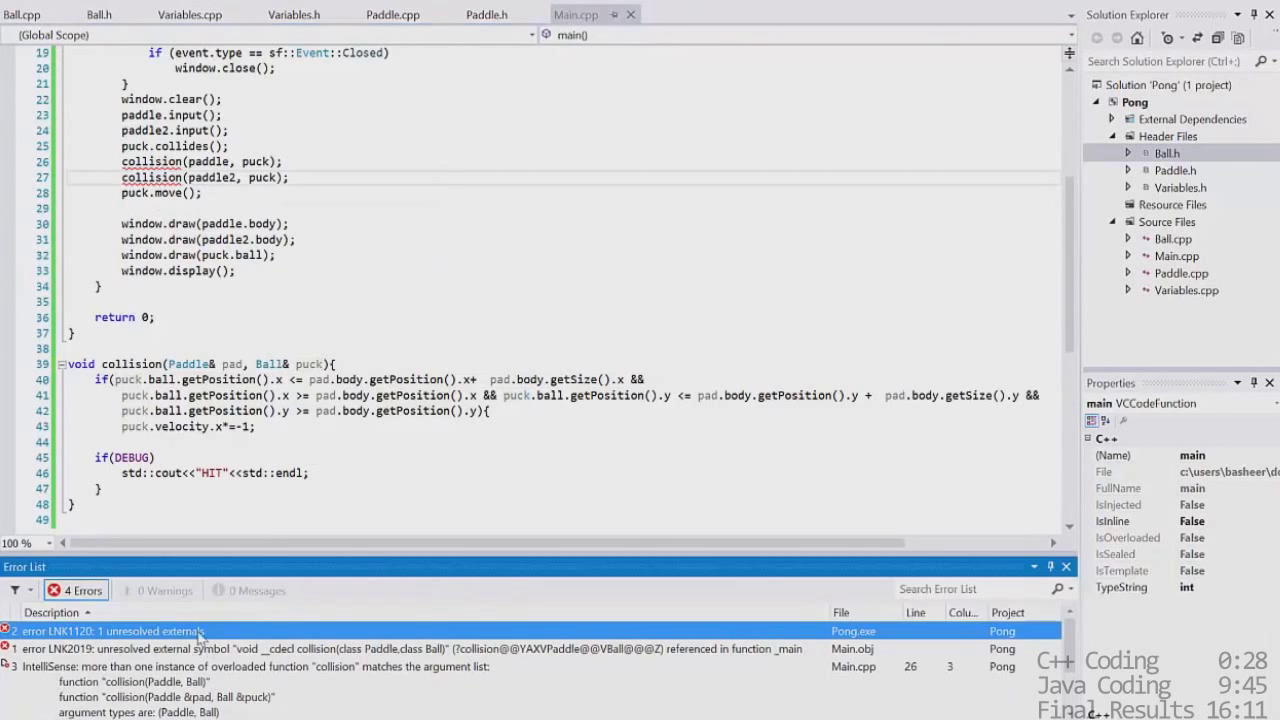 Ball.cpp Ball.h Variables.cpp Variables.h Paddle.cpp Paddle.h Main.cpp
(Global Scope) main()
19 if (event.type == sf::Event::Closed)
20 window.close();
21 }
22 window.clear();
23 paddle.input();
24 paddle2.input();
25 puck.collides();
26 collision(paddle, puck);
27 collision(paddle2, puck);
28 puck.move();
29
30 window.draw(paddle.body);
31 window.draw(paddle2.body);
32 window.draw(puck.ball);
33 window.display();
34 }
35
36 return 0;
37 }
38
39 void collision(Paddle& pad, Ball& puck){
40 if(puck.ball.getPosition().x <= pad.body.getPosition().x+ pad.body.getSize().x &&
41 puck.ball.getPosition().x >= pad.body.getPosition().x && puck.ball.getPosition().y <= pad.body.getPosition().y + pad.body.getSize().y &&
42 puck.ball.getPosition().y >= pad.body.getPosition().y){
43 puck.velocity.x*=-1;
44
45 if(DEBUG)
46 std::cout<<"HIT"<<std::endl;
47 }
48 }
49
100 %
Error List
4 Errors 0 Warnings 0 Messages Search Error List
Description File Line Colu... Project
2 error LNK1120: 1 unresolved externals Pong.exe Pong
1 error LNK2019: unresolved external symbol "void __cdecl collision(class Paddle,class Ball)" (?collision@@YAXVPaddle@@VBall@@@Z) referenced in function _main Main.obj Pong
3 IntelliSense: more than one instance of overloaded function "collision" matches the argument list: Main.cpp 26 3 Pong
function "collision(Paddle, Ball)"
function "collision(Paddle &pad, Ball &puck)"
argument types are: (Paddle, Ball)
Solution Explorer
Search Solution Explorer (Ctrl+;)
Solution 'Pong' (1 project)
Pong
External Dependencies
Header Files
Ball.h
Paddle.h
Variables.h
Resource Files
Source Files
Ball.cpp
Main.cpp
Paddle.cpp
Variables.cpp
Properties
main VCCodeFunction
C++
(Name) main
File c:\users\basheer\do
FullName main
IsInjected False
IsInline False
IsOverloaded False
IsSealed False
IsTemplate False
TypeString int
C++ Coding 0:28
Java Coding 9:45
Final Results 16:11